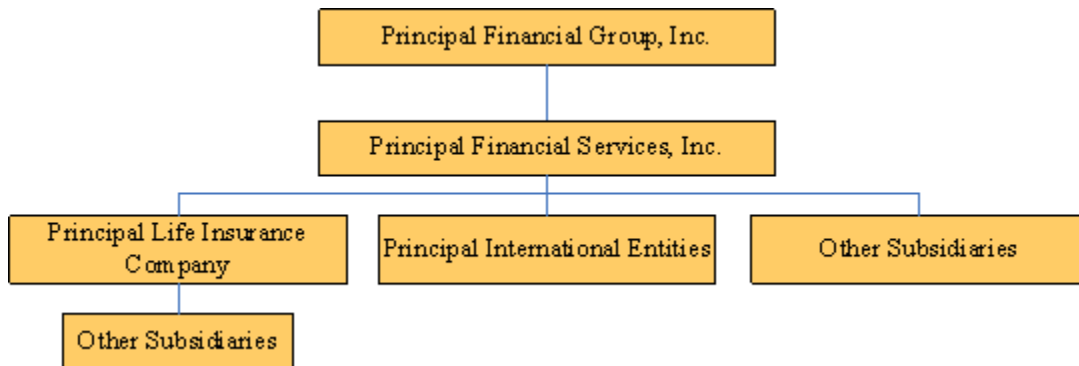 Principal Financial Group, Inc.
Principal Financial Services, Inc.
Principal Life Insurance
Company
Principal International Entities
Other Subsidiaries
Other Subsidiaries